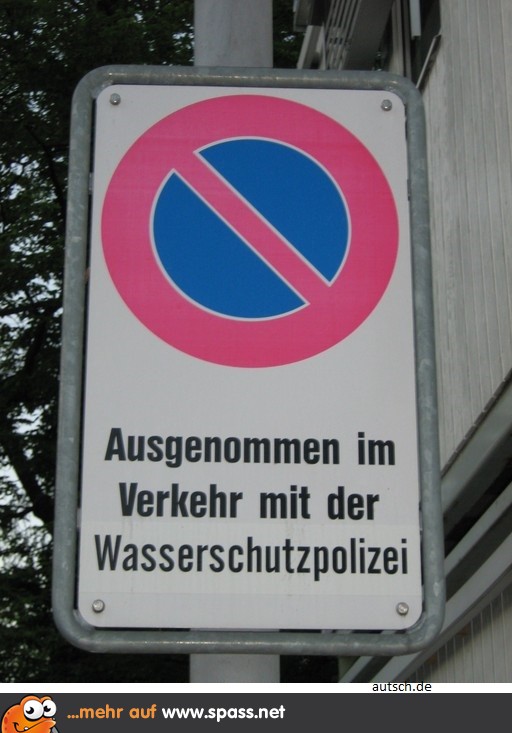 Ausgenommen im
Verkehr mit der
Wasserschutzpolizei
autsch.de
...mehr auf www.spass.net